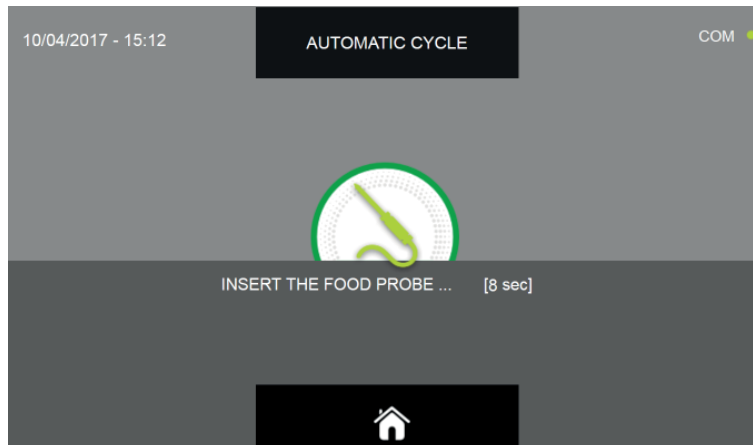 10/04/2017 - 15:12
AUTOMATIC CYCLE
COM
INSERT THE FOOD PROBE ... [8 sec]